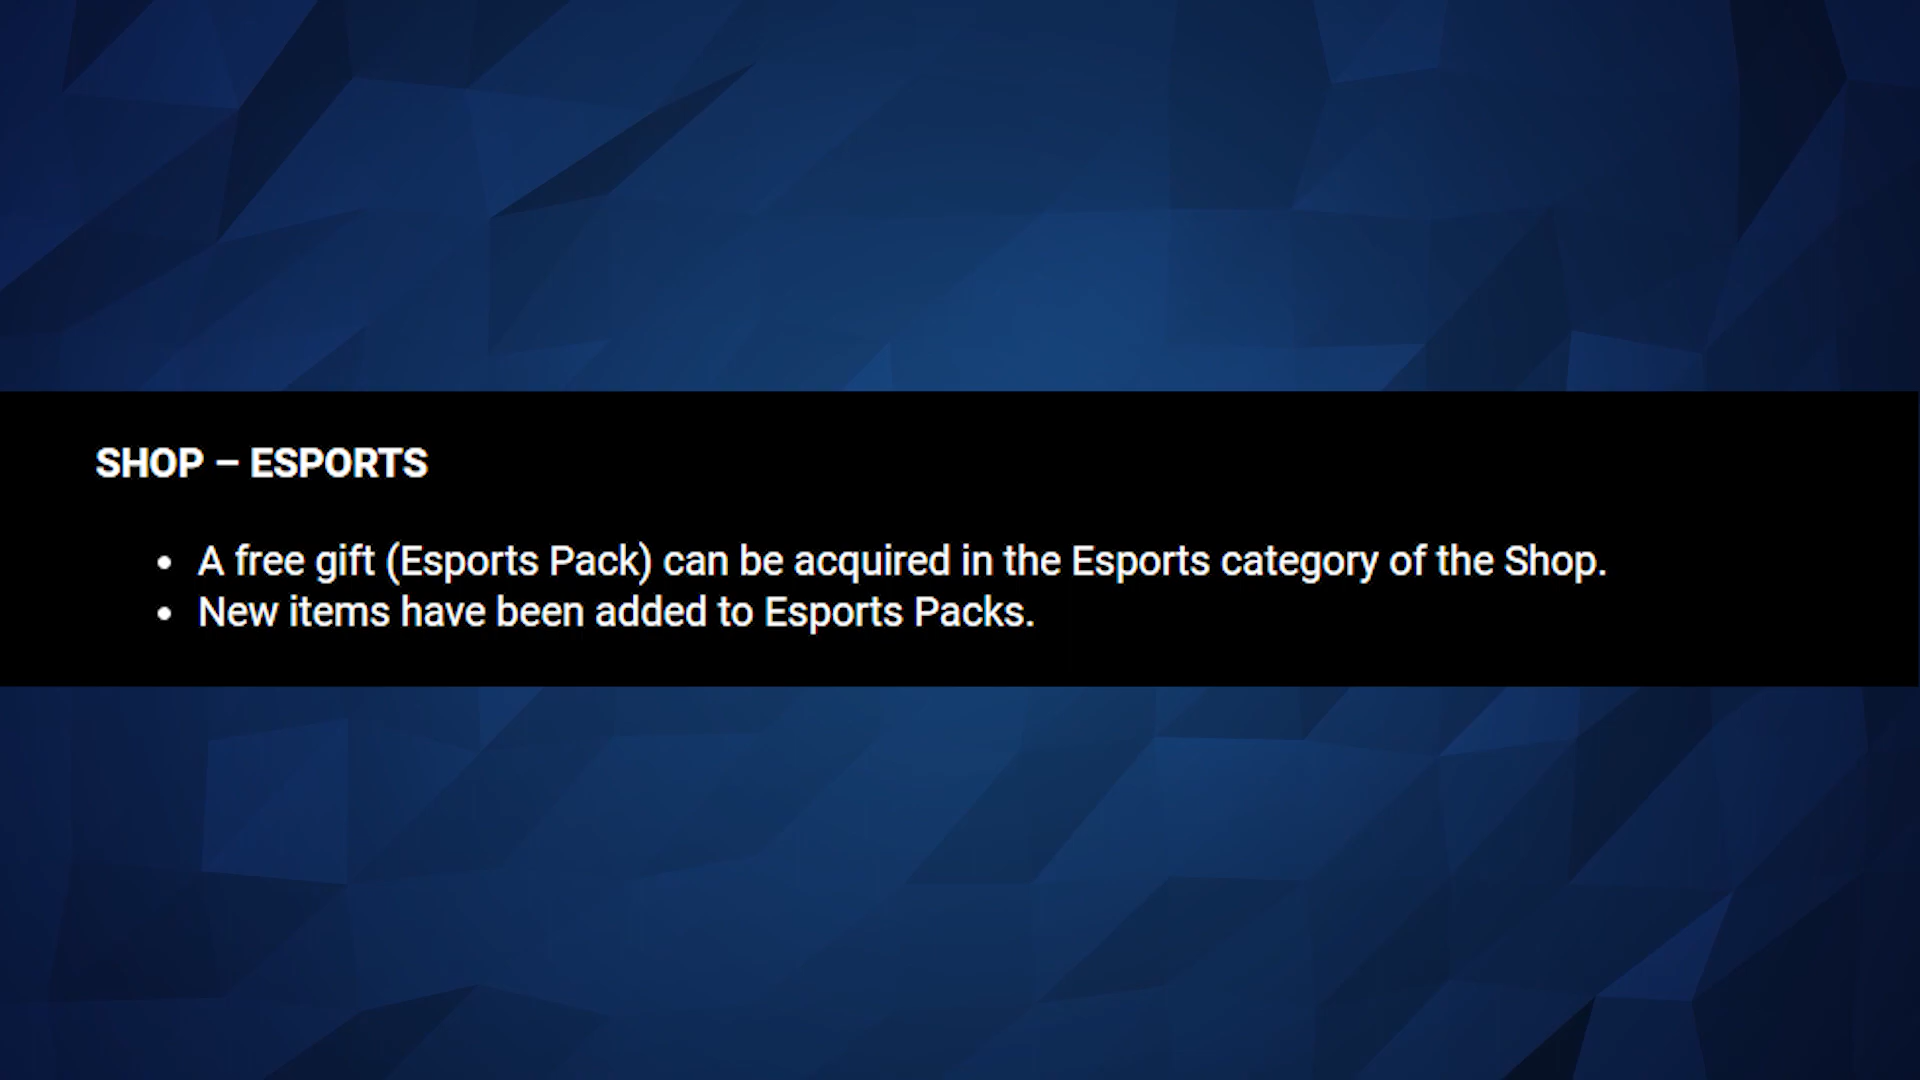 SHOP – ESPORTS
• A free gift (Esports Pack) can be acquired in the Esports category of the Shop.
• New items have been added to Esports Packs.